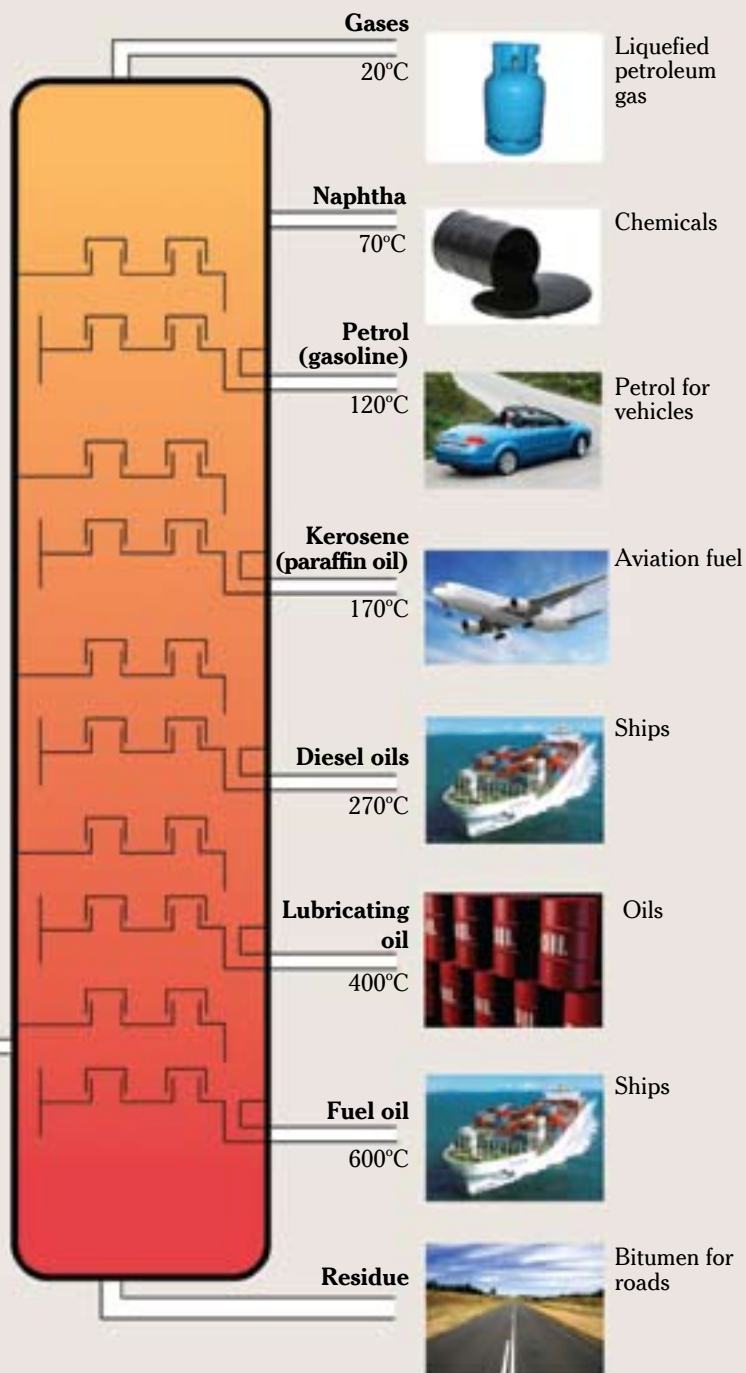 Gases
20°C
Liquefied
petroleum
gas
Naphtha
70°C
Chemicals
Petrol
(gasoline)
120°C
Petrol for
vehicles
Kerosene
(paraffin oil)
170°C
Aviation fuel
Diesel oils
270°C
Ships
Lubricating
oil
400°C
Oils
Fuel oil
600°C
Ships
Residue
Bitumen for
roads